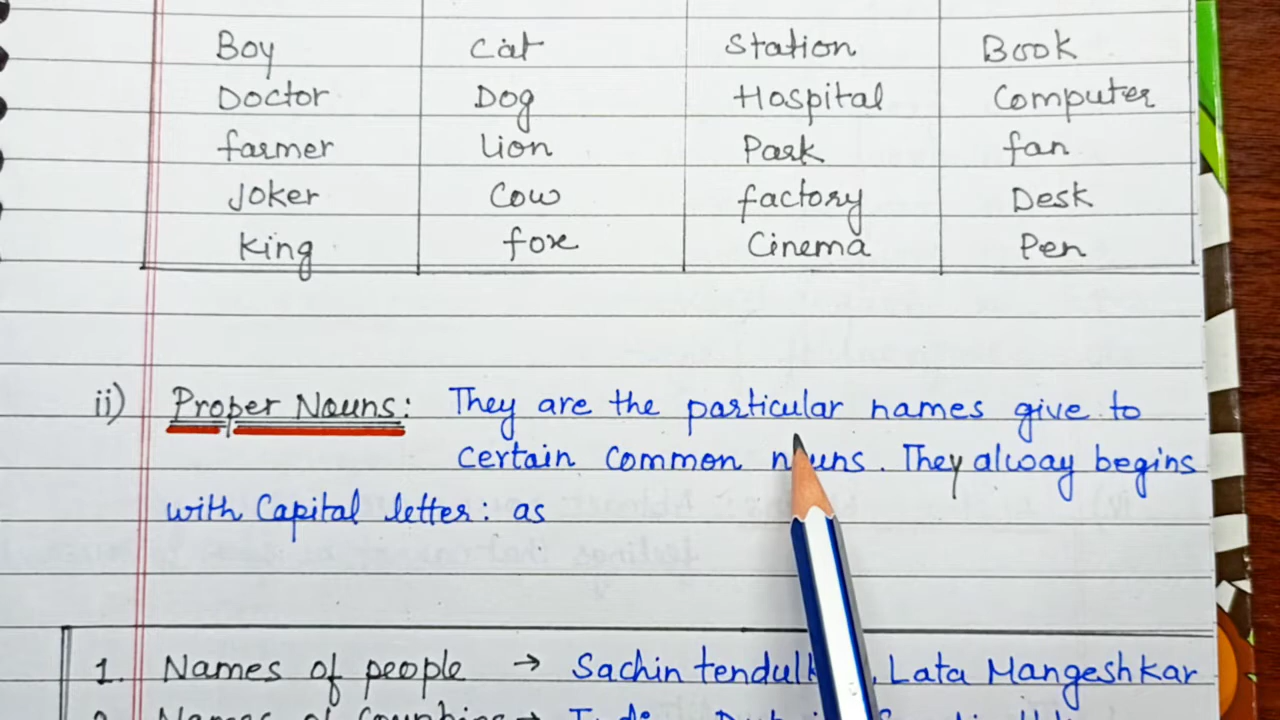 Boy cat Station Book
Doctor Dog Hospital Computer
farmer Lion Park fan
Joker Cow factory Desk
King fox Cinema Pen
ii) Proper Nouns: They are the particular names give to
certain common nouns. They alway begins
with Capital letter: as
1. Names of people → Sachin Lata Mangeshkar